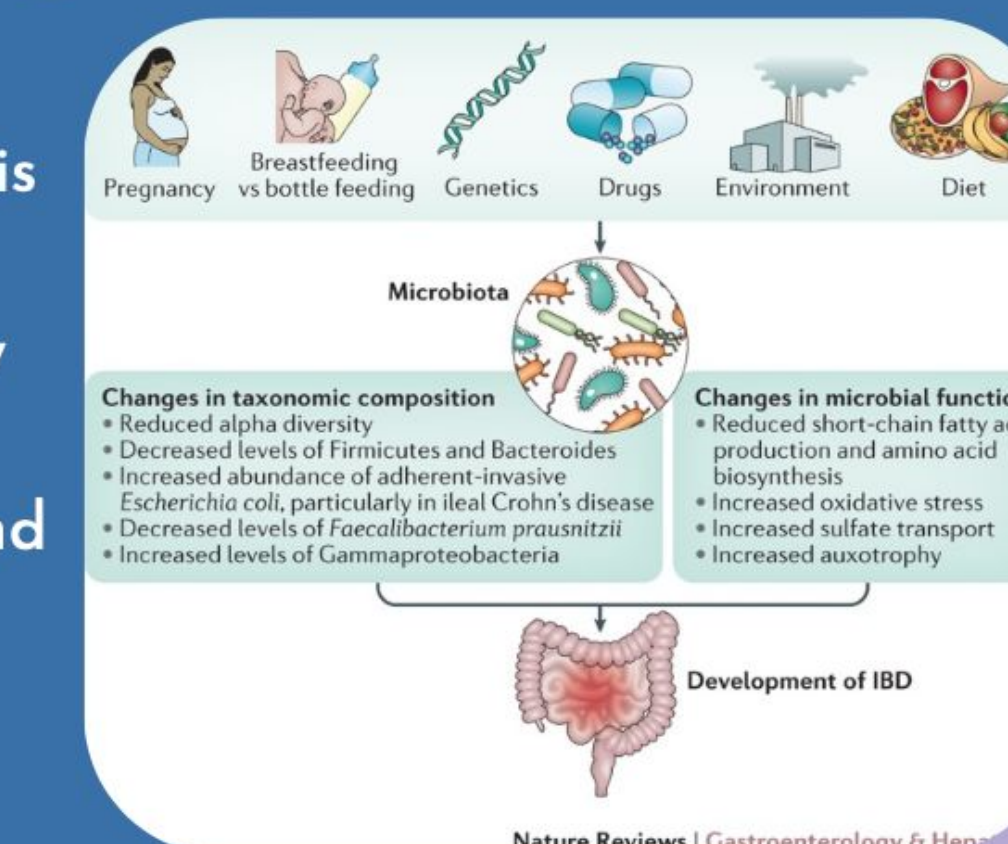 is
y
nd
Pregnancy
Breastfeeding
vs bottle feeding
Genetics
Drugs
Environment
Diet
Microbiota
Changes in taxonomic composition
• Reduced alpha diversity
• Decreased levels of Firmicutes and Bacteroides
• Increased abundance of adherent-invasive
Escherichia coli, particularly in ileal Crohn's disease
• Decreased levels of Faecalibacterium prausnitzii
• Increased levels of Gammaproteobacteria
Changes in microbial functio
• Reduced short-chain fatty a
production and amino acid
biosynthesis
• Increased oxidative stress
• Increased sulfate transport
• Increased auxotrophy
Development of IBD
Nature Reviews | Gastroenterology & Hepa